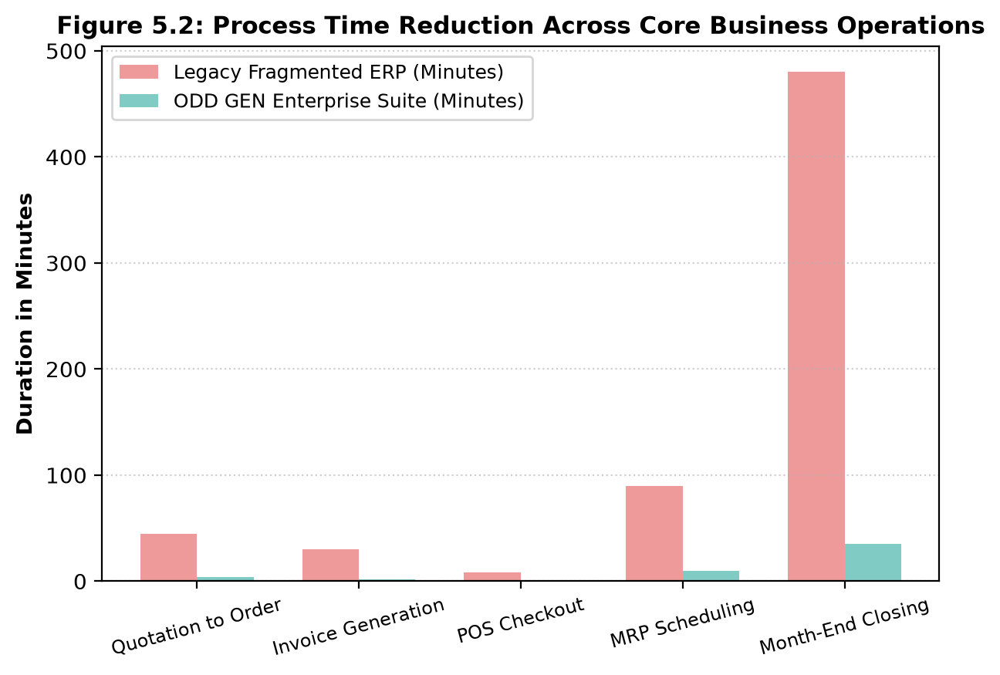 Figure 5.2: Process Time Reduction Across Core Business Operations
Legacy Fragmented ERP (Minutes)
ODD GEN Enterprise Suite (Minutes)
Duration in Minutes
500
400
300
200
100
0
Quotation to Order
Invoice Generation
POS Checkout
MRP Scheduling
Month-End Closing